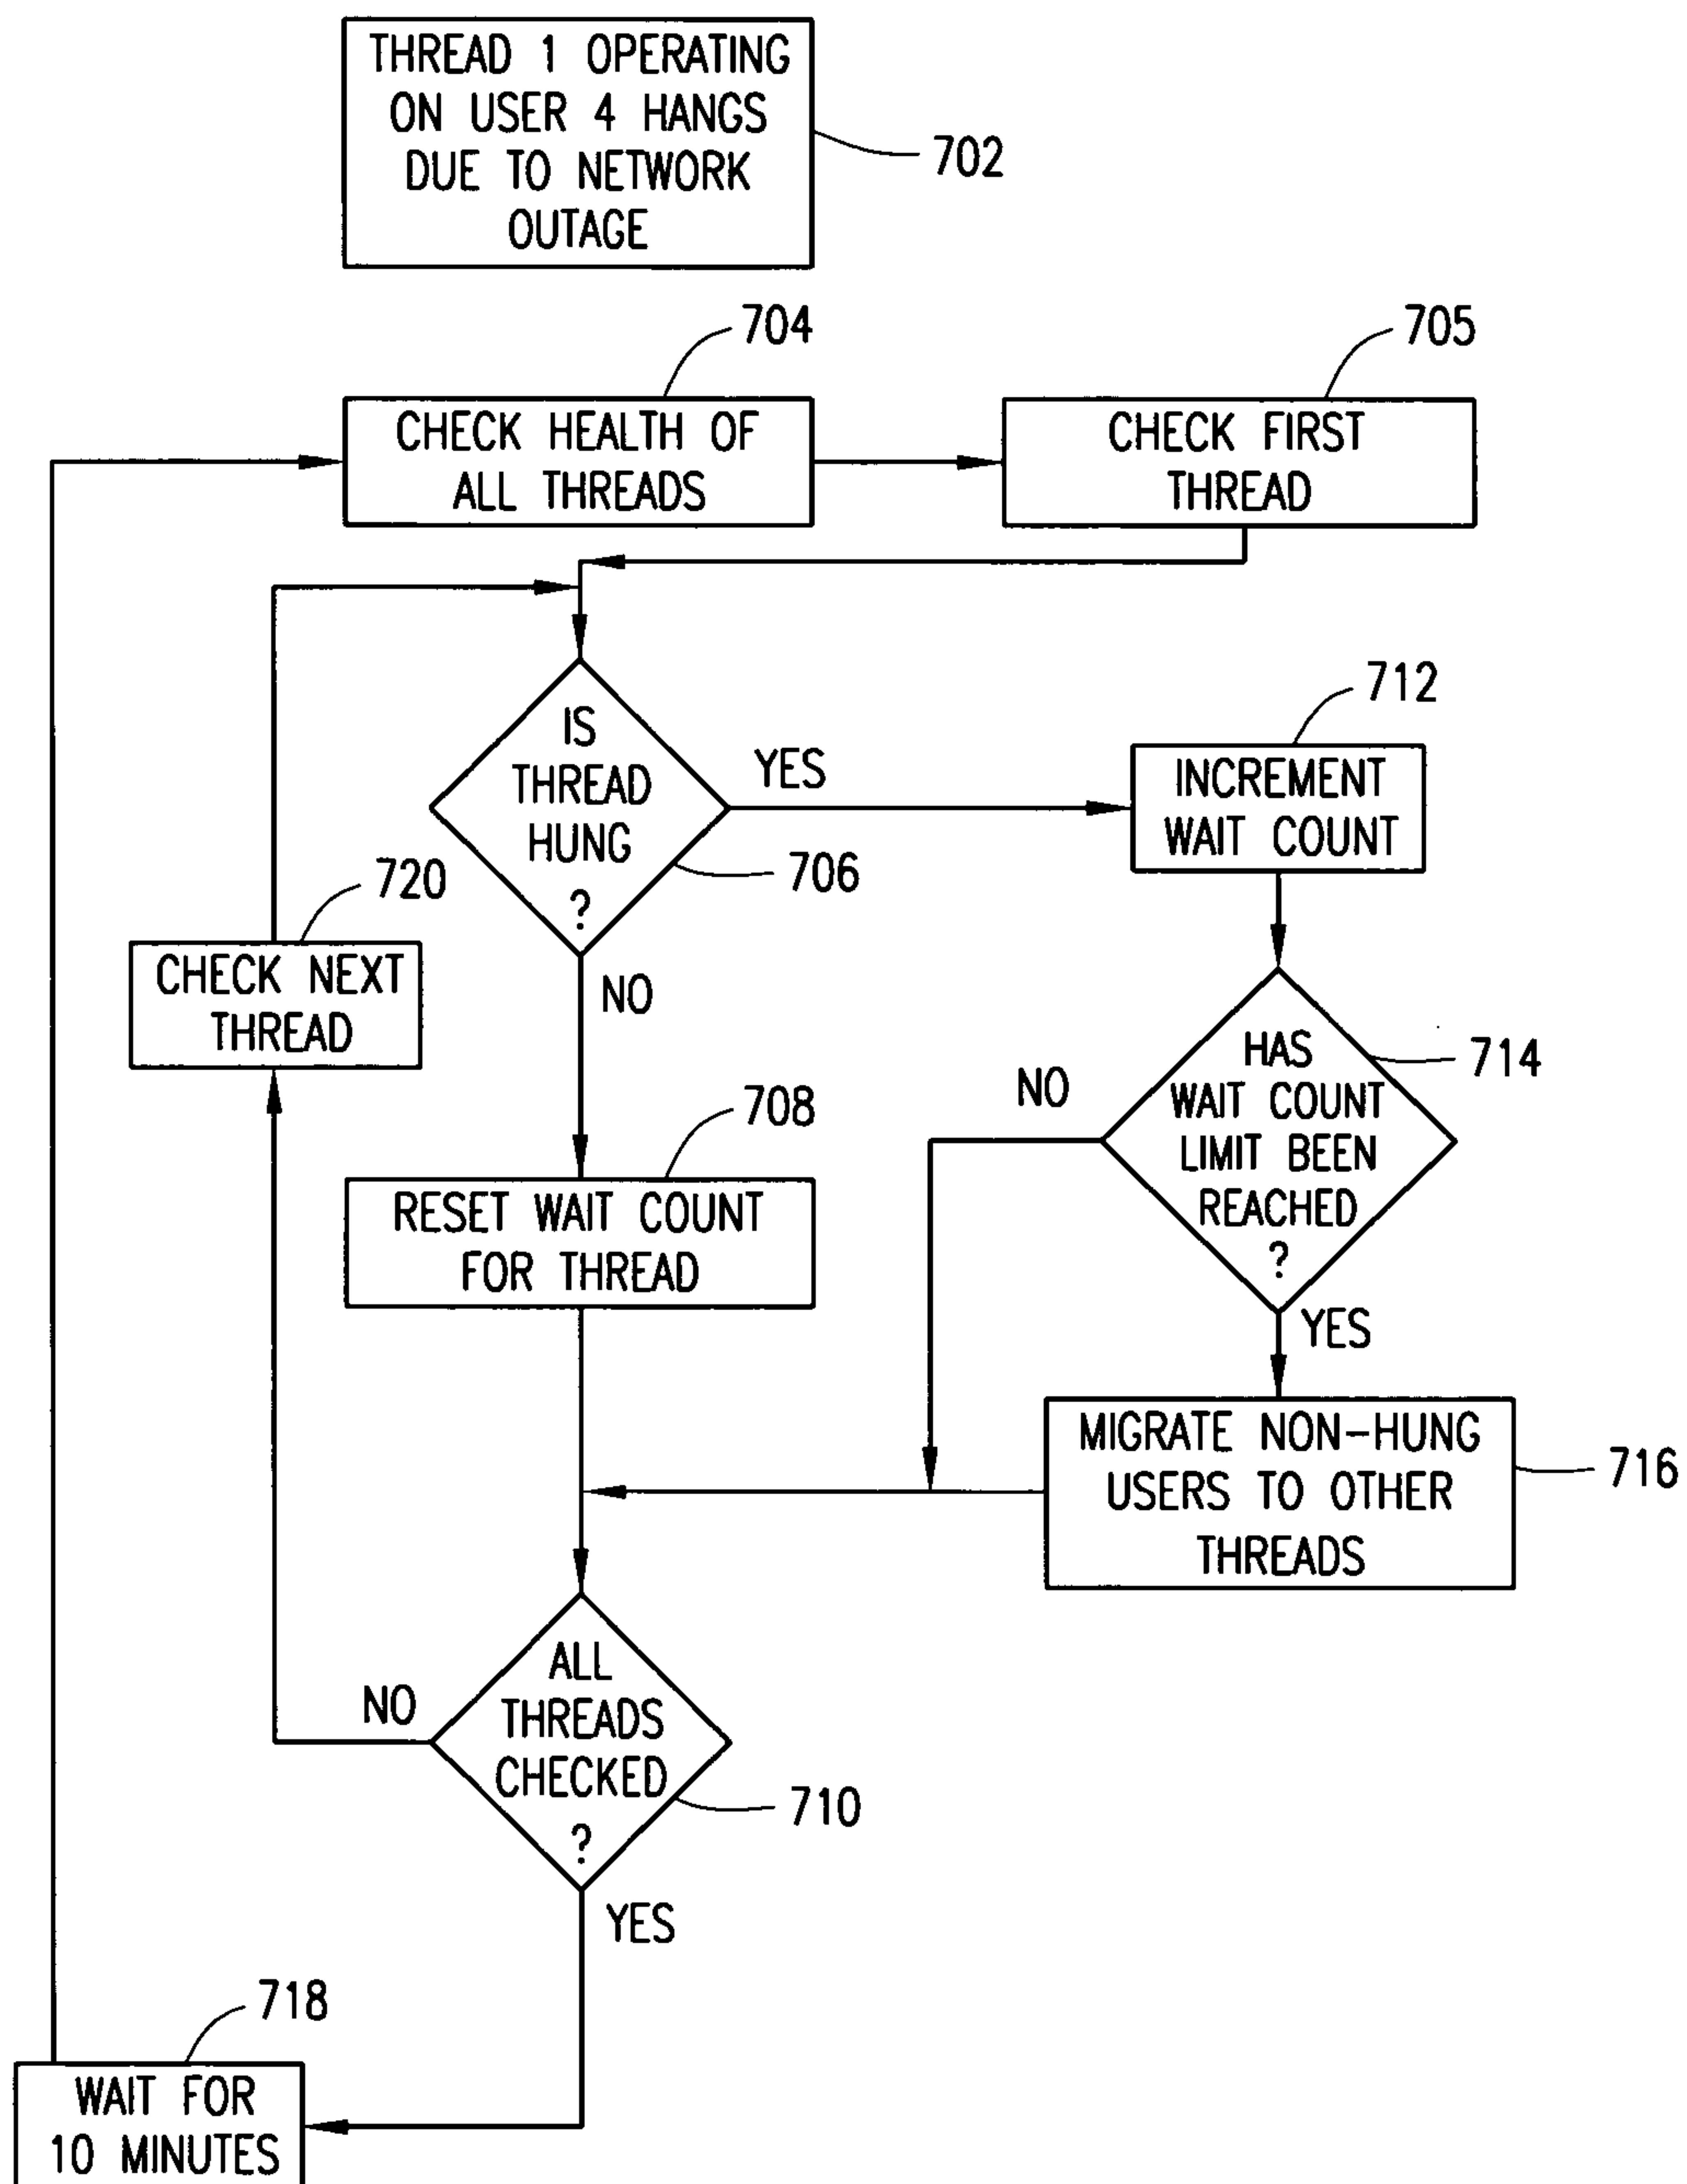 THREAD 1 OPERATING
ON USER 4 HANGS
DUE TO NETWORK
OUTAGE
702
704
705
CHECK HEALTH OF
ALL THREADS
CHECK FIRST
THREAD
IS
THREAD
HUNG
?
YES
706
712
INCREMENT
WAIT COUNT
720
CHECK NEXT
THREAD
NO
HAS
WAIT COUNT
LIMIT BEEN
REACHED
?
714
NO
YES
708
RESET WAIT COUNT
FOR THREAD
MIGRATE NON-HUNG
USERS TO OTHER
THREADS
716
ALL
THREADS
CHECKED
?
NO
710
YES
718
WAIT FOR
10 MINUTES